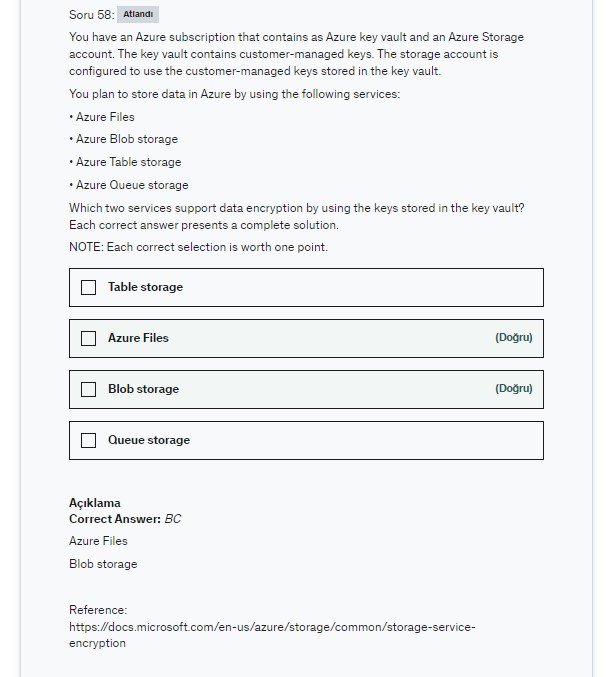 Soru 58: Atlandı
You have an Azure subscription that contains as Azure key vault and an Azure Storage
account. The key vault contains customer-managed keys. The storage account is
configured to use the customer-managed keys stored in the key vault.
You plan to store data in Azure by using the following services:
• Azure Files
• Azure Blob storage
• Azure Table storage
• Azure Queue storage
Which two services support data encryption by using the keys stored in the key vault?
Each correct answer presents a complete solution.
NOTE: Each correct selection is worth one point.
Table storage
Azure Files (Doğru)
Blob storage (Doğru)
Queue storage
Açıklama
Correct Answer: BC
Azure Files
Blob storage
Reference:
https://docs.microsoft.com/en-us/azure/storage/common/storage-service-
encryption